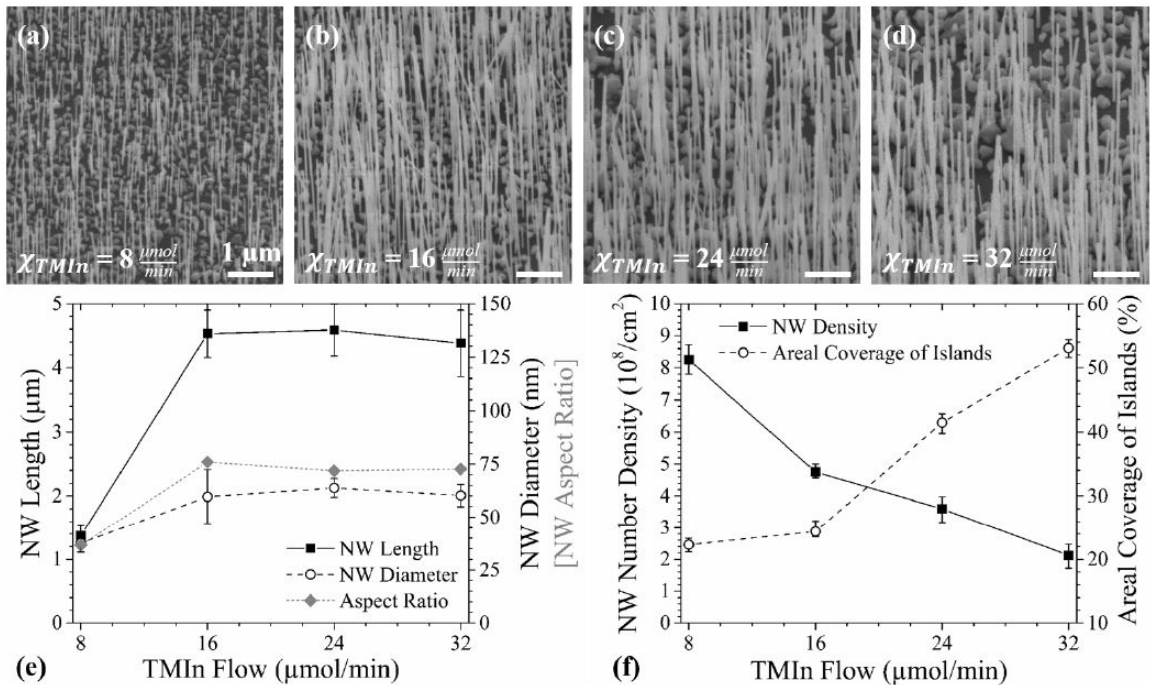 (a)
(b)
(c)
(d)
χTMIn = 8 μmol/min
1 μm
χTMIn = 16 μmol/min
χTMIn = 24 μmol/min
χTMIn = 32 μmol/min
NW Length (μm)
5
4
3
2
1
0
8
16
24
32
150
125
100
75
50
25
0
NW Diameter (nm)
[NW Aspect Ratio]
NW Length
NW Diameter
Aspect Ratio
TMIn Flow (μmol/min)
(e)
NW Number Density (10⁸/cm²)
10
9
8
7
6
5
4
3
2
1
0
8
16
24
32
60
50
40
30
20
10
Areal Coverage of Islands (%)
NW Density
Areal Coverage of Islands
TMIn Flow (μmol/min)
(f)